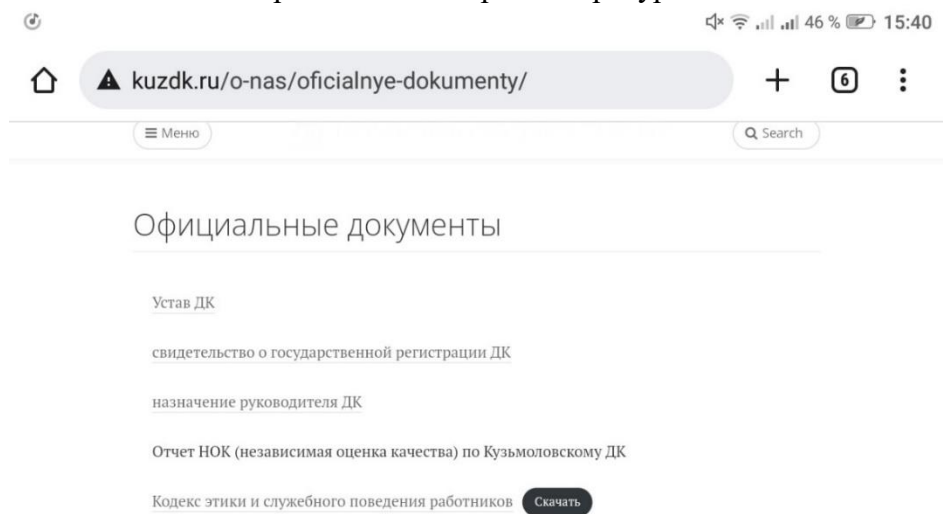 46 % 15:40
kuzdk.ru/o-nas/oficialnye-dokumenty/ 6
Меню Search
Официальные документы
Устав ДК
свидетельство о государственной регистрации ДК
назначение руководителя ДК
Отчет НОК (независимая оценка качества) по Кузьмоловскому ДК
Кодекс этики и служебного поведения работников Скачать